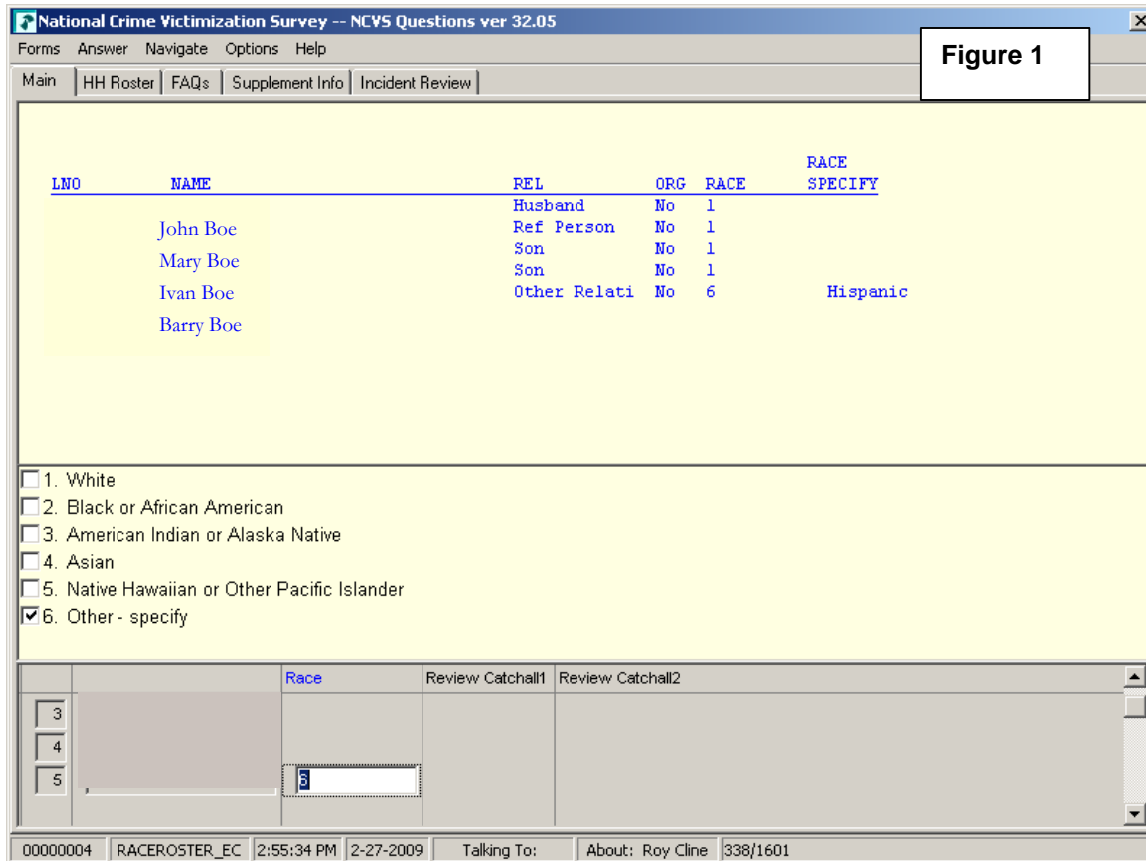 National Crime Victimization Survey -- NCVS Questions ver 32.05
Forms Answer Navigate Options Help
Figure 1
Main HH Roster FAQs Supplement Info Incident Review
RACE
LNO NAME REL ORG RACE SPECIFY
Husband No 1
John Boe Ref Person No 1
Son No 1
Mary Boe
Son No 1
Ivan Boe Other Relati No 6 Hispanic
Barry Boe
1. White
2. Black or African American
3. American Indian or Alaska Native
4. Asian
5. Native Hawaiian or Other Pacific Islander
6. Other - specify
Race Review Catchall1 Review Catchall2
3
4
5 6
00000004 RACEROSTER_EC 2:55:34 PM 2-27-2009 Talking To: About: Roy Cline 338/1601